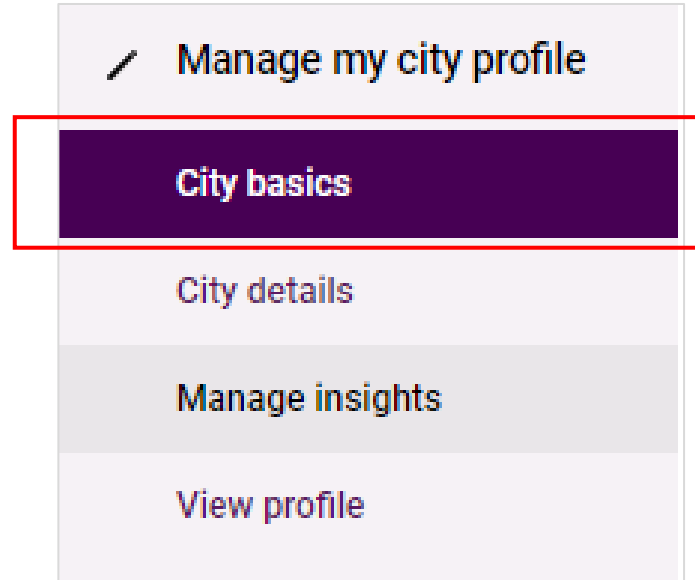 Manage my city profile
City basics
City details
Manage insights
View profile